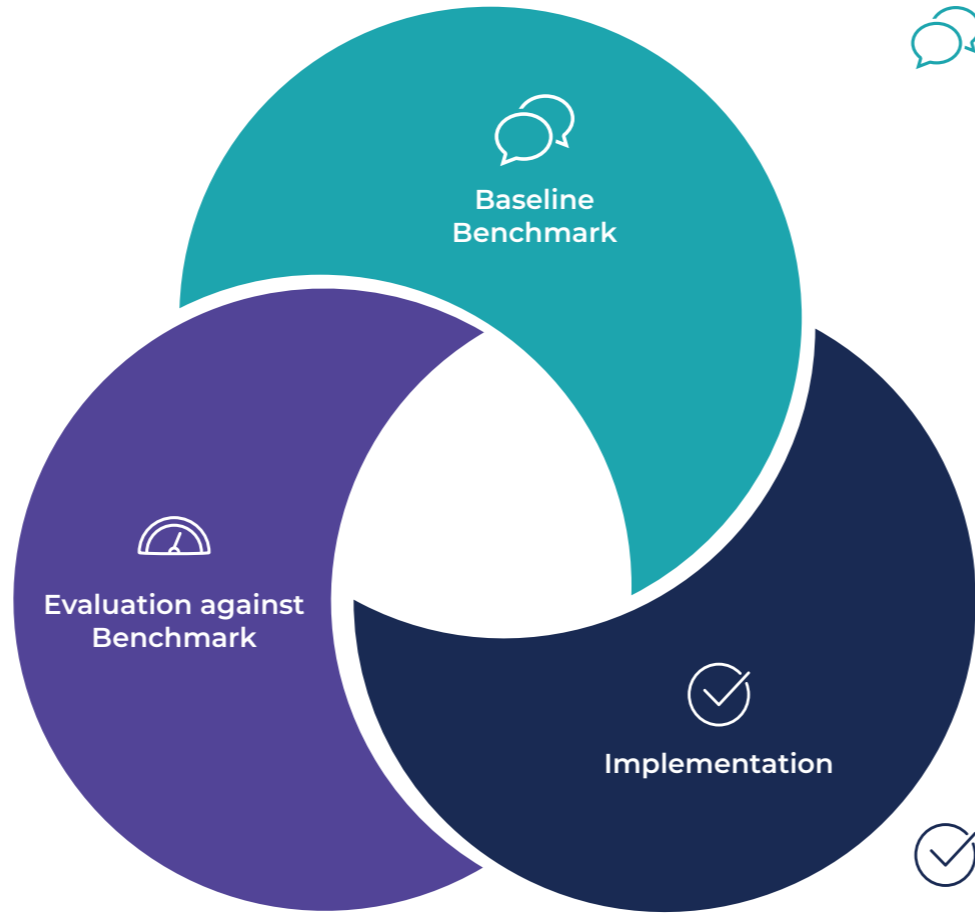 Baseline
Benchmark
Evaluation against
Benchmark
Implementation